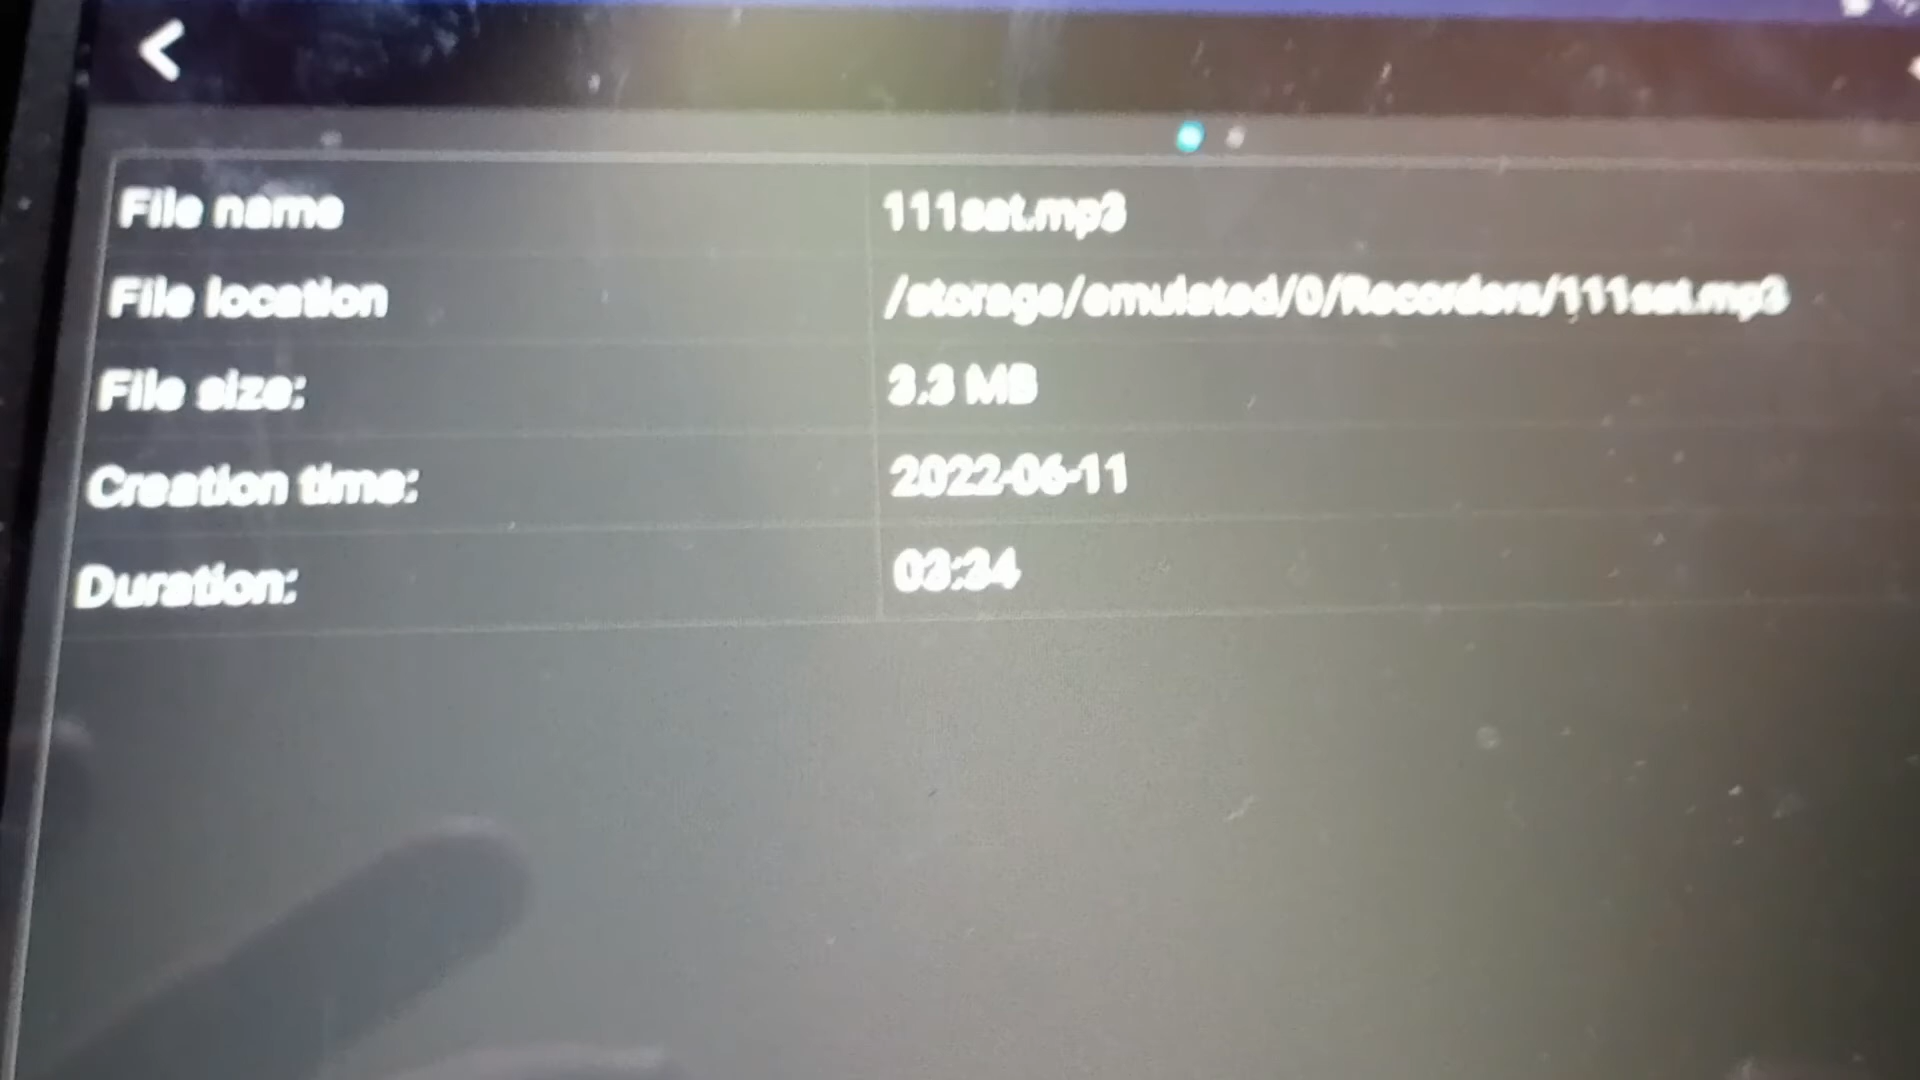 File name 111sat.mp3
File location /storage/emulated/0/Recorders/111sat.mp3
File size: 3.3 MB
Creation time: 2022-06-11
Duration: 03:34